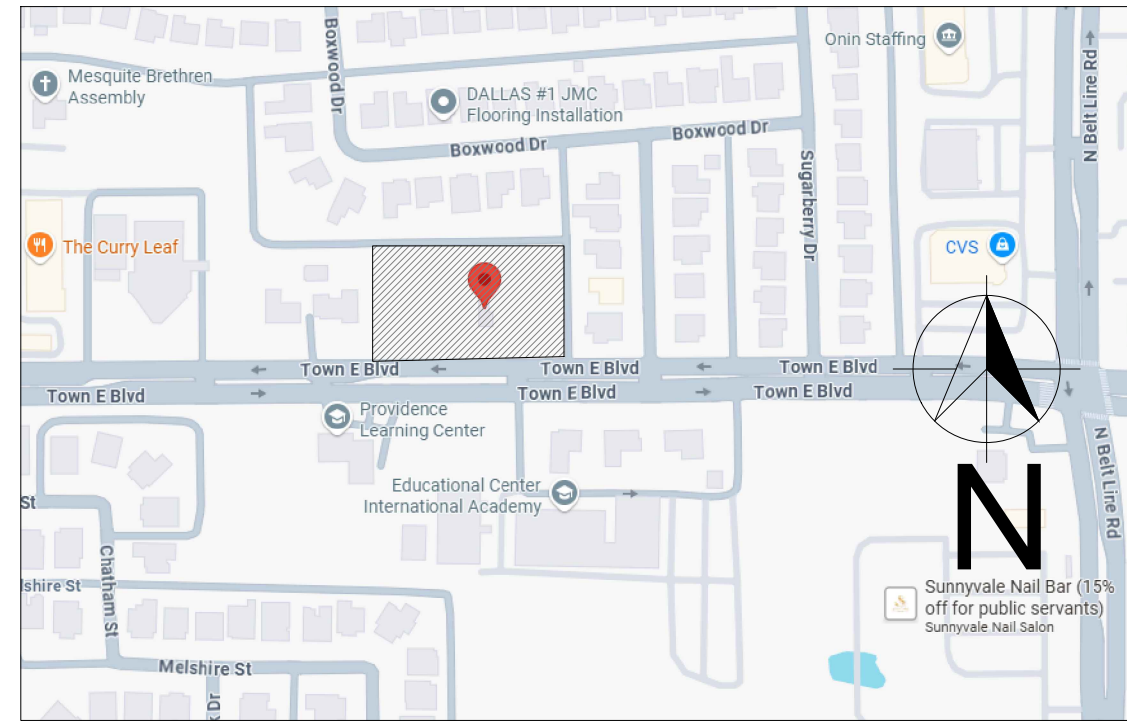 Boxwood Dr
Onin Staffing
N Belt Line Rd
Mesquite Brethren
Assembly
DALLAS #1 JMC
Flooring Installation
Boxwood Dr
Boxwood Dr
Sugarberry Dr
The Curry Leaf
CVS
Town E Blvd
Town E Blvd
Town E Blvd
Town E Blvd
Town E Blvd
Town E Blvd
Providence
Learning Center
N Belt Line Rd
Educational Center
International Academy
N
St
Chatham St
lshire St
Sunnyvale Nail Bar (15%
off for public servants)
Sunnyvale Nail Salon
Melshire St
k Dr